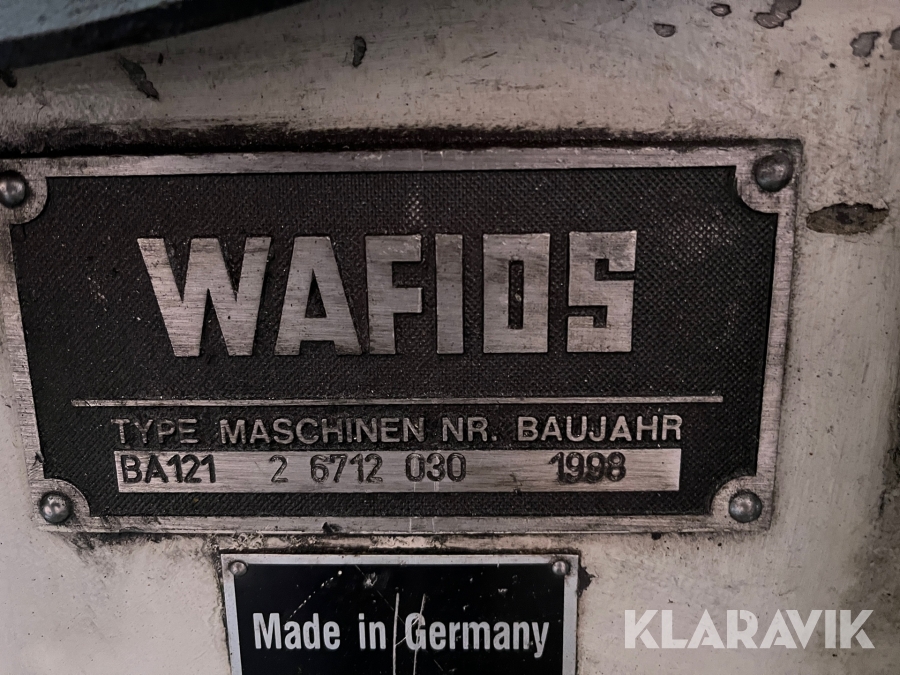 WAFIOS
TYPE MASCHINEN NR. BAUJAHR
BA121 2 6712 030 1998
Made in Germany
KLARAVIK